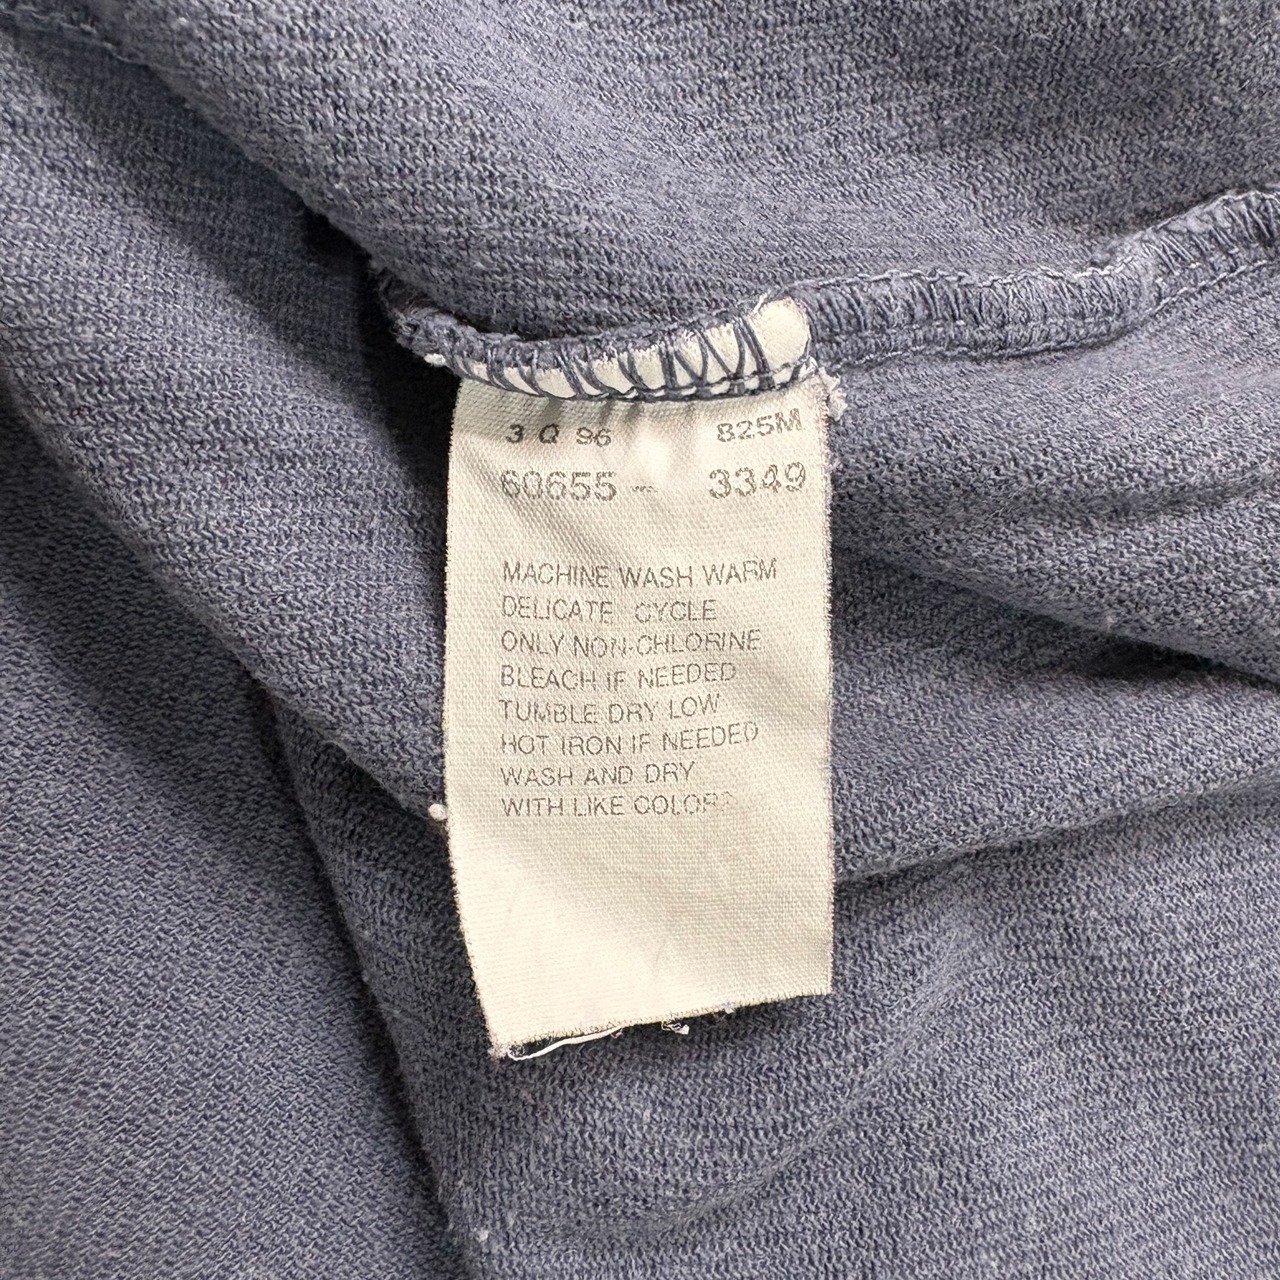 3 Q 96 825M
60655 - 3349
MACHINE WASH WARM
DELICATE CYCLE
ONLY NON-CHLORINE
BLEACH IF NEEDED
TUMBLE DRY LOW
HOT IRON IF NEEDED
WASH AND DRY
WITH LIKE COLORS